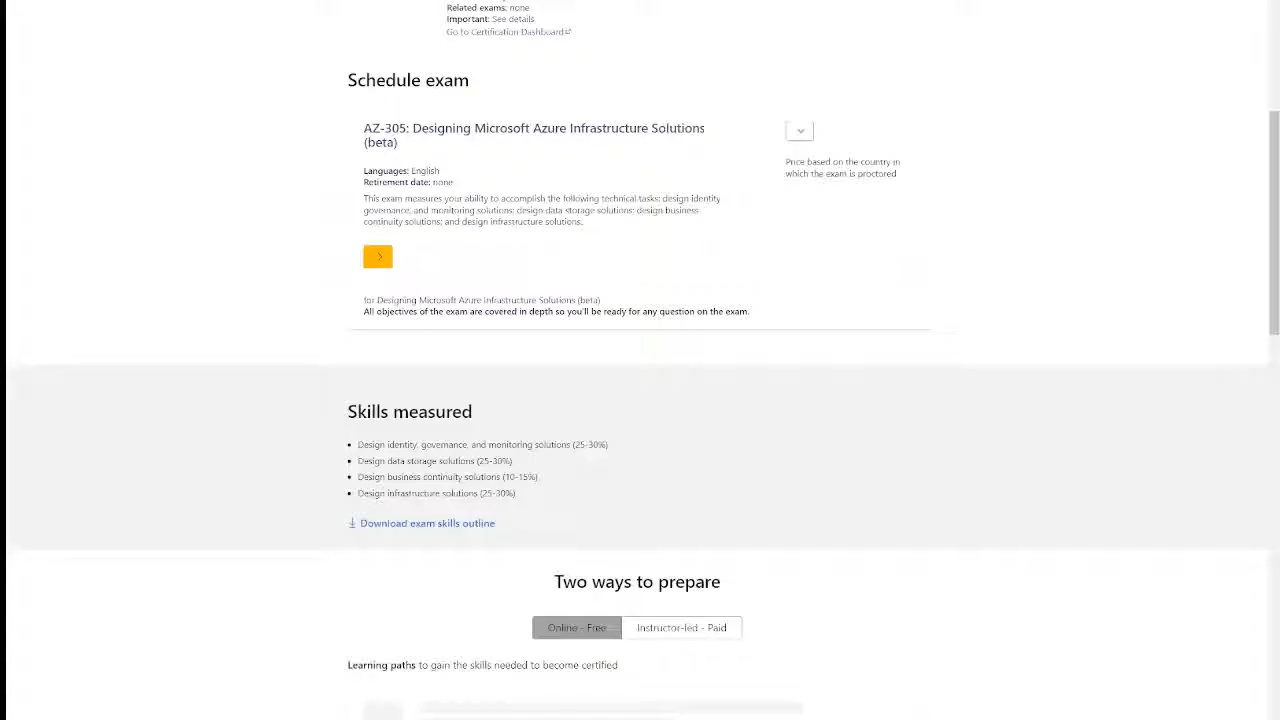 Related exams: none
Important: See details
Go to Certification Dashboard
Schedule exam
AZ-305: Designing Microsoft Azure Infrastructure Solutions
(beta)
Languages: English
Retirement date: none
This exam measures your ability to accomplish the following technical tasks: design identity
governance, and monitoring solutions; design data storage solutions; design business
continuity solutions; and design infrastructure solutions.
Price based on the country in
which the exam is proctored
for Designing Microsoft Azure Infrastructure Solutions (beta)
All objectives of the exam are covered in depth so you'll be ready for any question on the exam.
Skills measured
Design identity, governance, and monitoring solutions (25-30%)
Design data storage solutions (25-30%)
Design business continuity solutions (10-15%)
Design infrastructure solutions (25-30%)
Download exam skills outline
Two ways to prepare
Online - Free
Instructor-led - Paid
Learning paths to gain the skills needed to become certified